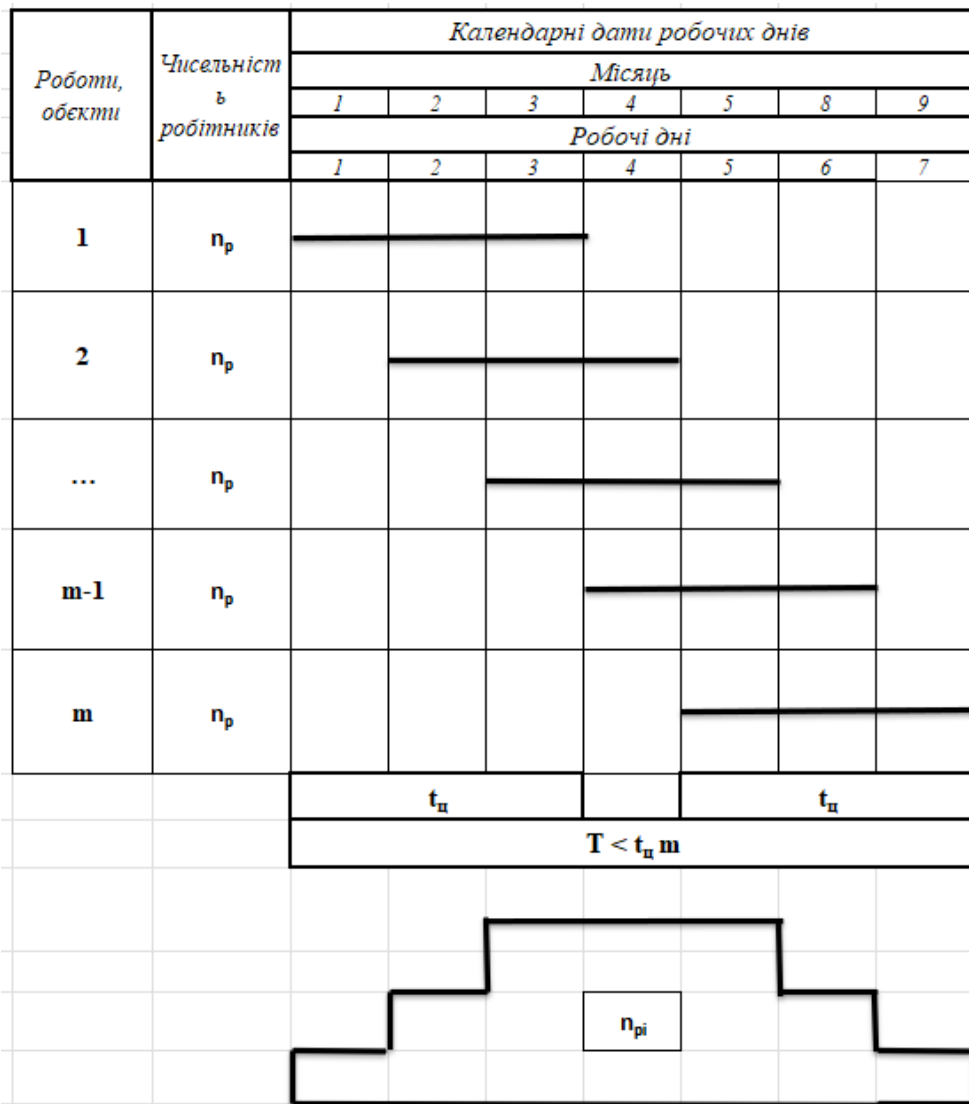 Роботи,
обєкти
Чисельніст
ь
робітників
Календарні дати робочих днів
Місяць
1 2 3 4 5 8 9
Робочі дні
1 2 3 4 5 6 7
1 nр
2 nр
... nр
m-1 nр
m nр
tц tц
T < tц m
nрі